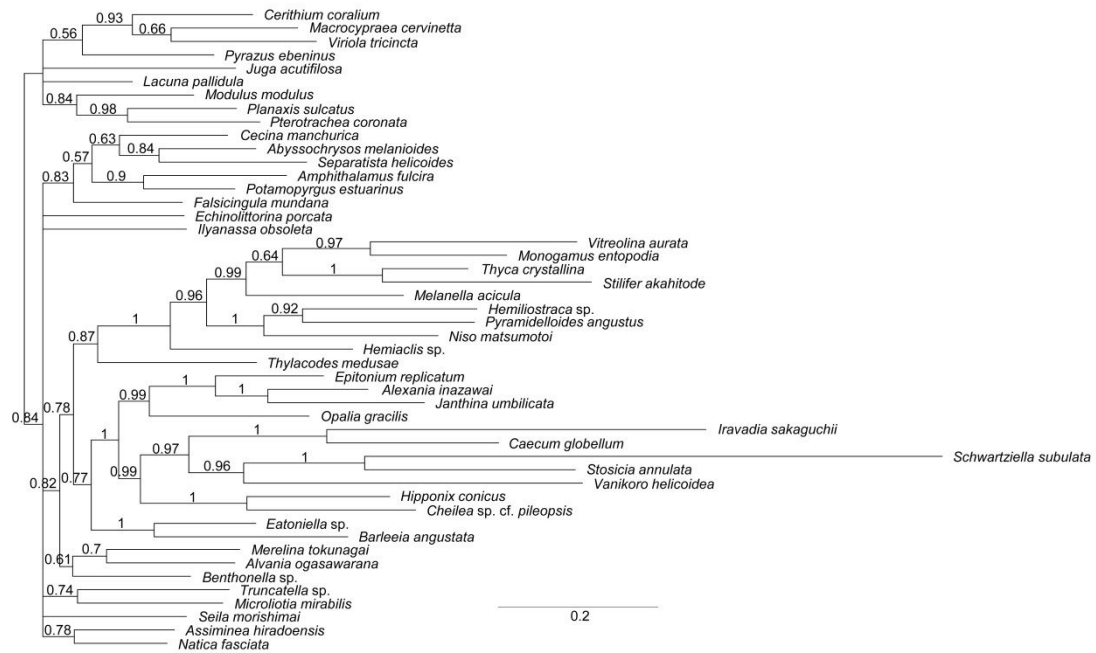 Cerithium coralium
0.93
Macrocypraea cervinetta
0.56
0.66
Viriola tricincta
Pyrazus ebeninus
Juga acutifilosa
Lacuna pallidula
Modulus modulus
0.84
Planaxis sulcatus
0.98
Pterotrachea coronata
Cecina manchurica
0.63
Abyssochrysos melanioides
0.84
0.57
Separatista helicoides
Amphithalamus fulcira
0.83
0.9
Potamopyrgus estuarinus
Falsicingula mundana
Echinolittorina porcata
Ilyanassa obsoleta
Vitreolina aurata
0.97
Monogamus entopodia
0.64
Thyca crystallina
1
0.99
Stilifer akahitode
Melanella acicula
0.96
Hemiliostraca sp.
0.92
1
1
Pyramidelloides angustus
Niso matsumotoi
0.87
Hemiaclis sp.
Thylacodes medusae
Epitonium replicatum
1
Alexania inazawai
0.99
1
Janthina umbilicata
0.78
Opalia gracilis
0.84
1
1
Iravadia sakaguchii
Caecum globellum
0.97
1
Schwartziella subulata
0.96
Stosicia annulata
0.77
0.99
0.82
Vanikoro helicoidea
1
Hipponix conicus
Cheilea sp. cf. pileopsis
1
Eatoniella sp.
Barleeia angustata
0.7
Merelina tokunagai
0.61
Alvania ogasawarana
Benthonella sp.
0.74
Truncatella sp.
Microliotia mirabilis
0.2
Seila morishimai
0.78
Assiminea hiradoensis
Natica fasciata